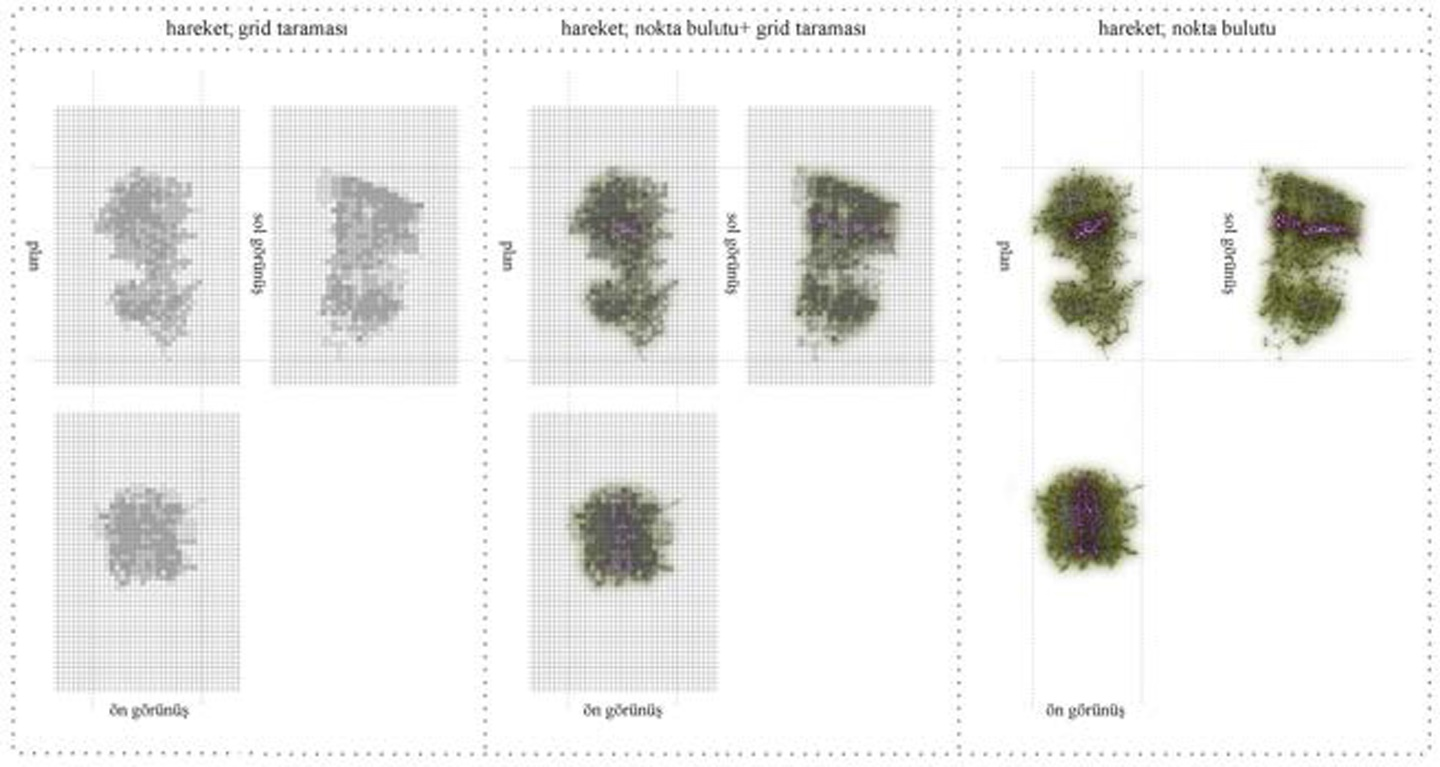 hareket; grid taraması
hareket; nokta bulutu+ grid taraması
hareket; nokta bulutu
plan
sol görünüş
plan
sol görünüş
plan
sol görünüş
ön görünüş
ön görünüş
ön görünüş